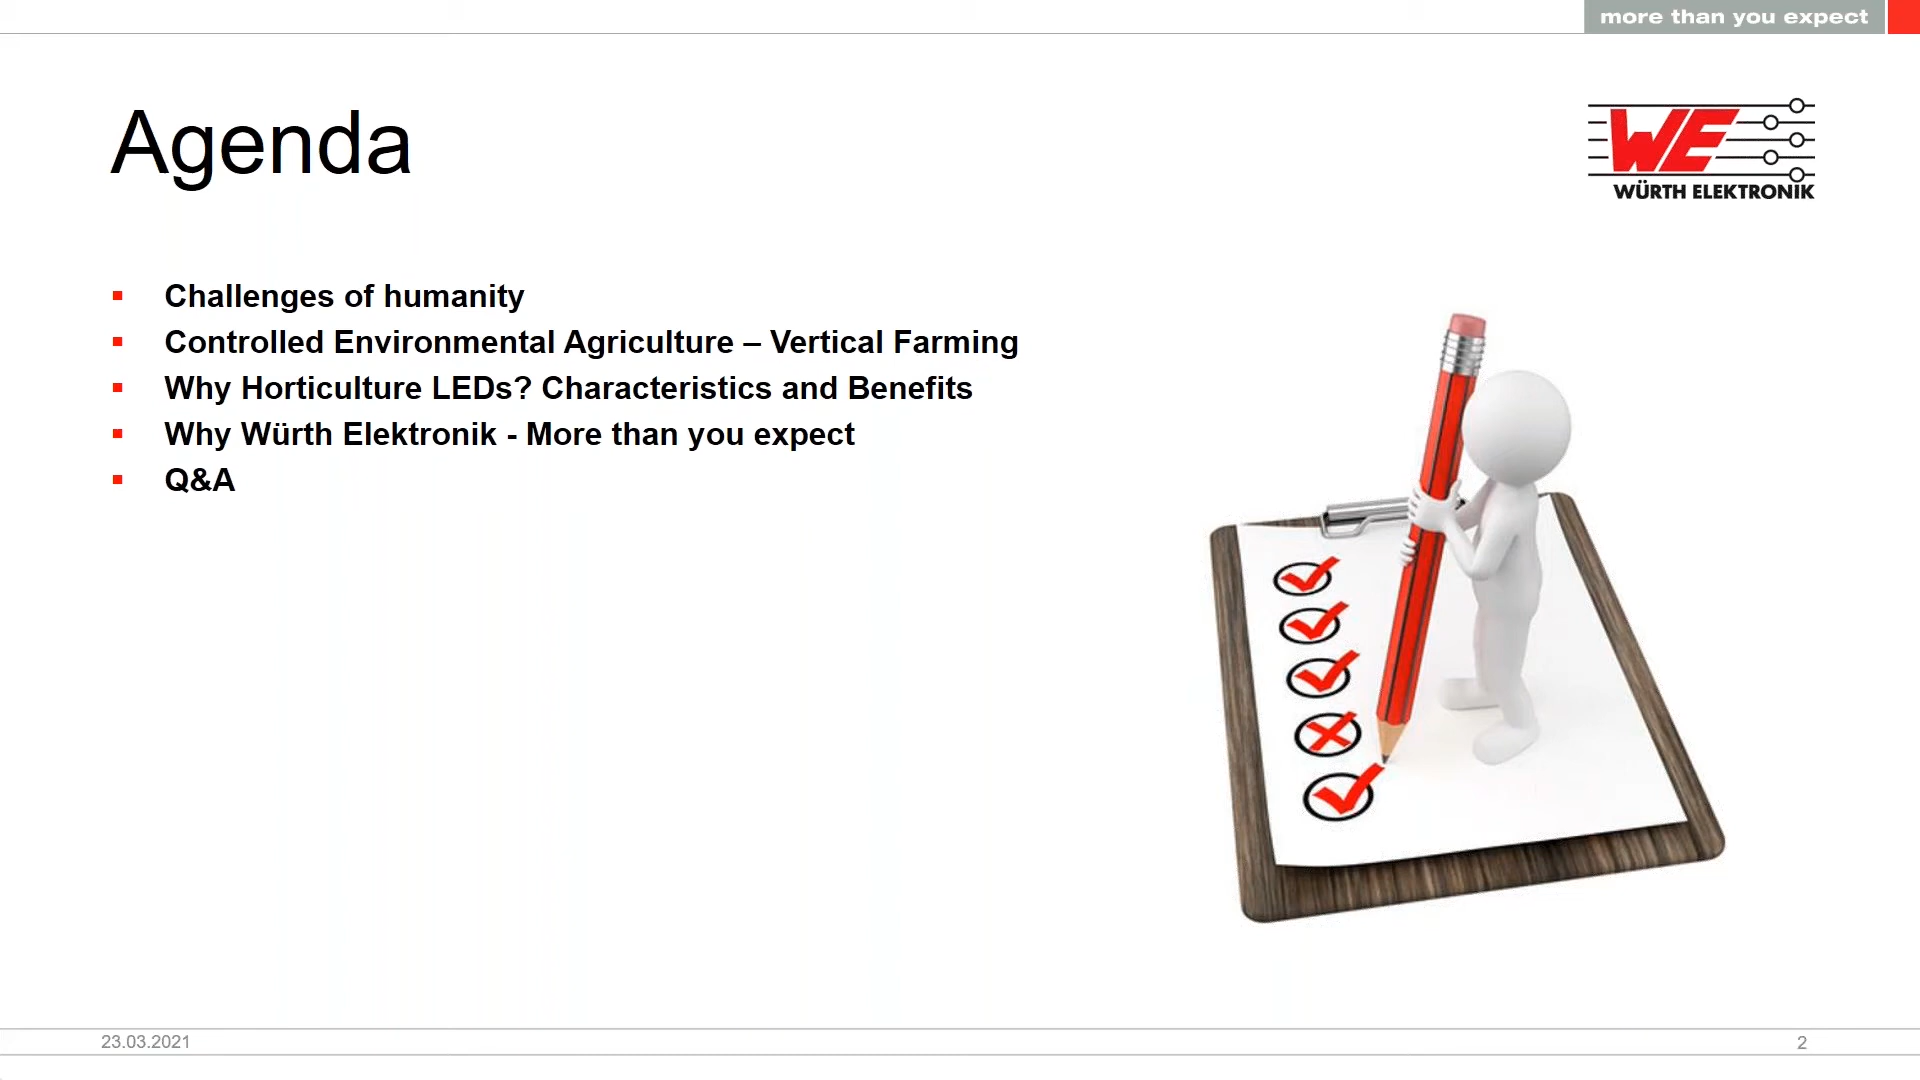 more than you expect
Agenda
WE
WÜRTH ELEKTRONIK
Challenges of humanity
Controlled Environmental Agriculture – Vertical Farming
Why Horticulture LEDs? Characteristics and Benefits
Why Würth Elektronik - More than you expect
Q&A
23.03.2021
2